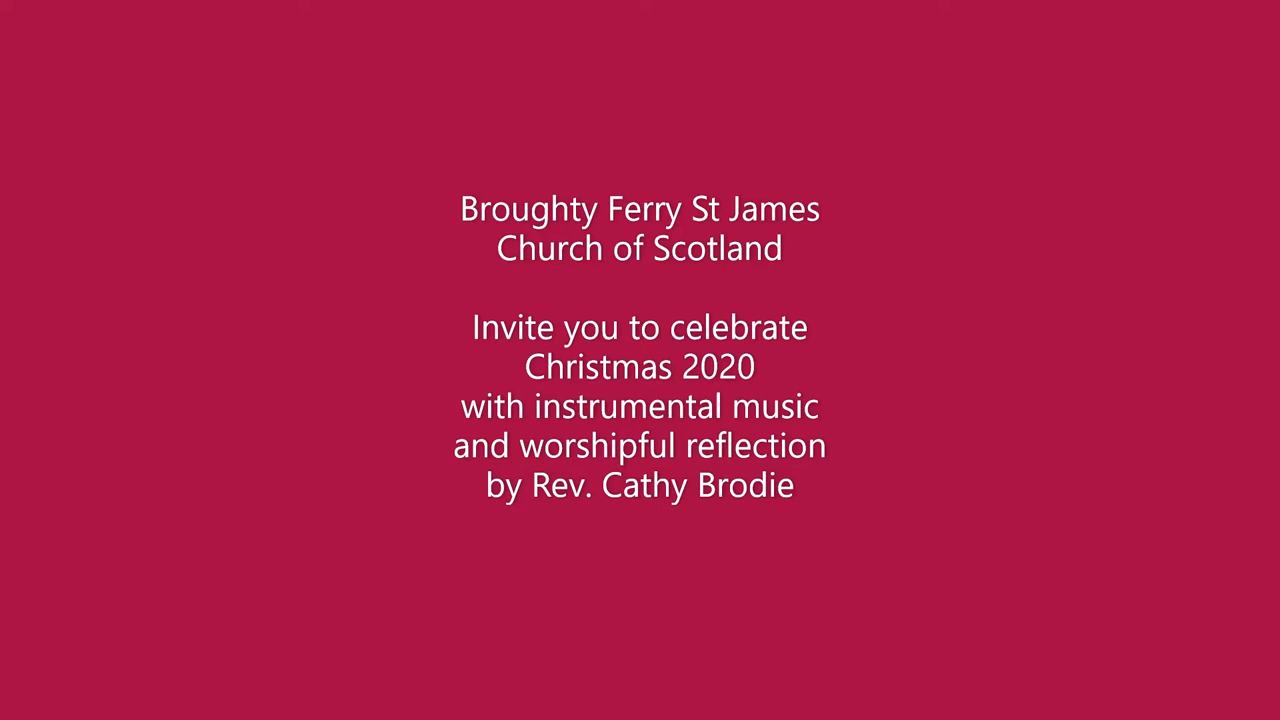 Broughty Ferry St James
Church of Scotland
Invite you to celebrate
Christmas 2020
with instrumental music
and worshipful reflection
by Rev. Cathy Brodie